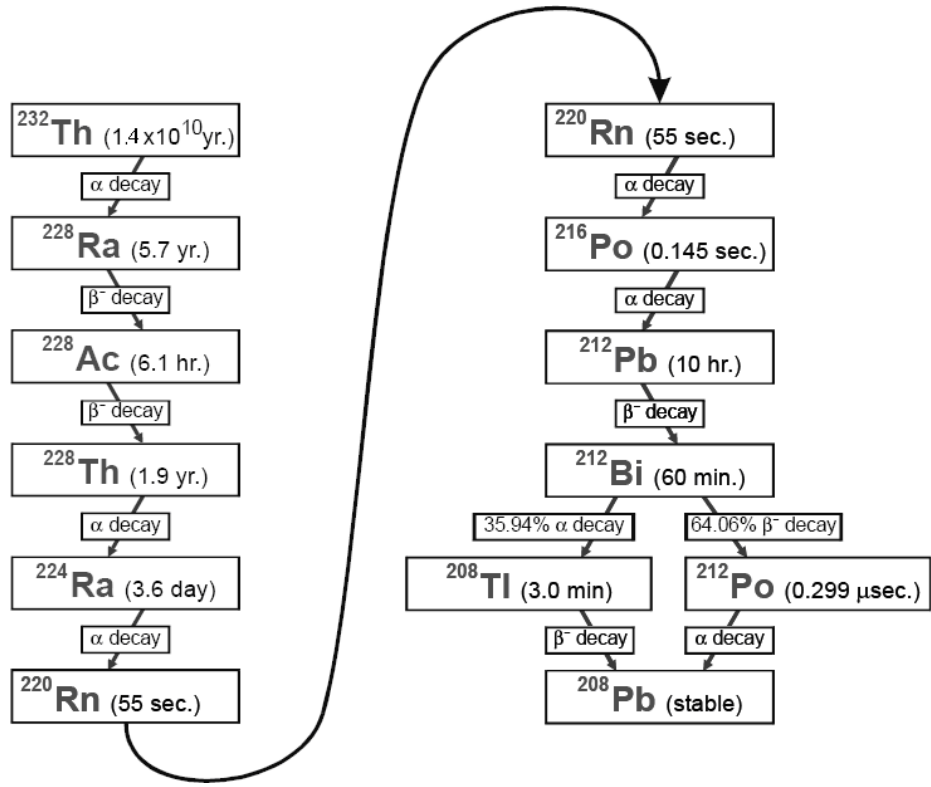 ²³²Th (1.4x10¹⁰yr.)
α decay
²²⁸Ra (5.7 yr.)
β⁻ decay
²²⁸Ac (6.1 hr.)
β⁻ decay
²²⁸Th (1.9 yr.)
α decay
²²⁴Ra (3.6 day)
α decay
²²⁰Rn (55 sec.)
²²⁰Rn (55 sec.)
α decay
²¹⁶Po (0.145 sec.)
α decay
²¹²Pb (10 hr.)
β⁻ decay
²¹²Bi (60 min.)
35.94% α decay
64.06% β⁻ decay
²⁰⁸Tl (3.0 min)
²¹²Po (0.299 μsec.)
β⁻ decay
α decay
²⁰⁸Pb (stable)